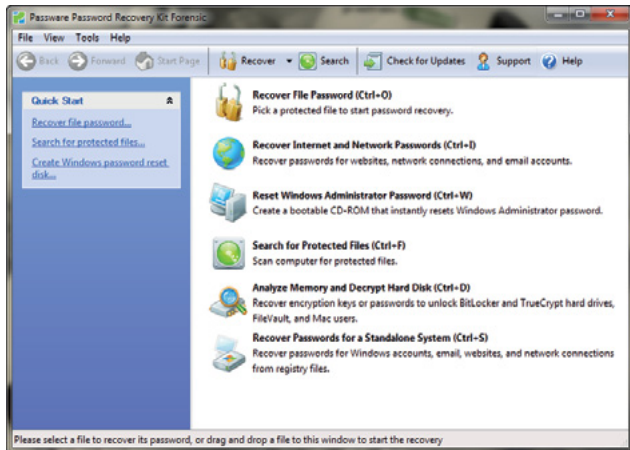 Passware Password Recovery Kit Forensic
File View Tools Help
Back Forward Start Page Recover Search Check for Updates Support Help
Quick Start
Recover file password...
Search for protected files...
Create Windows password reset
disk...
Recover File Password (Ctrl+O)
Pick a protected file to start password recovery.
Recover Internet and Network Passwords (Ctrl+I)
Recover passwords for websites, network connections, and email accounts.
Reset Windows Administrator Password (Ctrl+W)
Create a bootable CD-ROM that instantly resets Windows Administrator password.
Search for Protected Files (Ctrl+F)
Scan computer for protected files.
Analyze Memory and Decrypt Hard Disk (Ctrl+D)
Recover encryption keys or passwords to unlock BitLocker and TrueCrypt hard drives,
FileVault, and Mac users.
Recover Passwords for a Standalone System (Ctrl+S)
Recover passwords for Windows accounts, email, websites, and network connections
from registry files.
Please select a file to recover its password, or drag and drop a file to this window to start the recovery